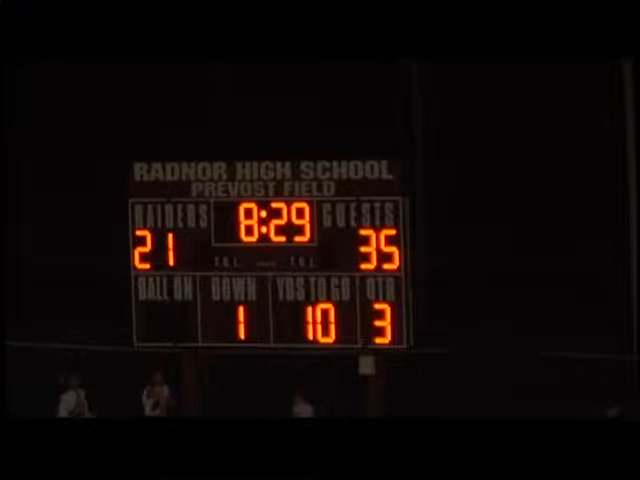 RADNOR HIGH SCHOOL
PREVOST FIELD
RAIDERS 8:29 GUESTS
21 35
T.O.L. T.O.L.
BALL ON DOWN YDS TO GO QTR
1 10 3